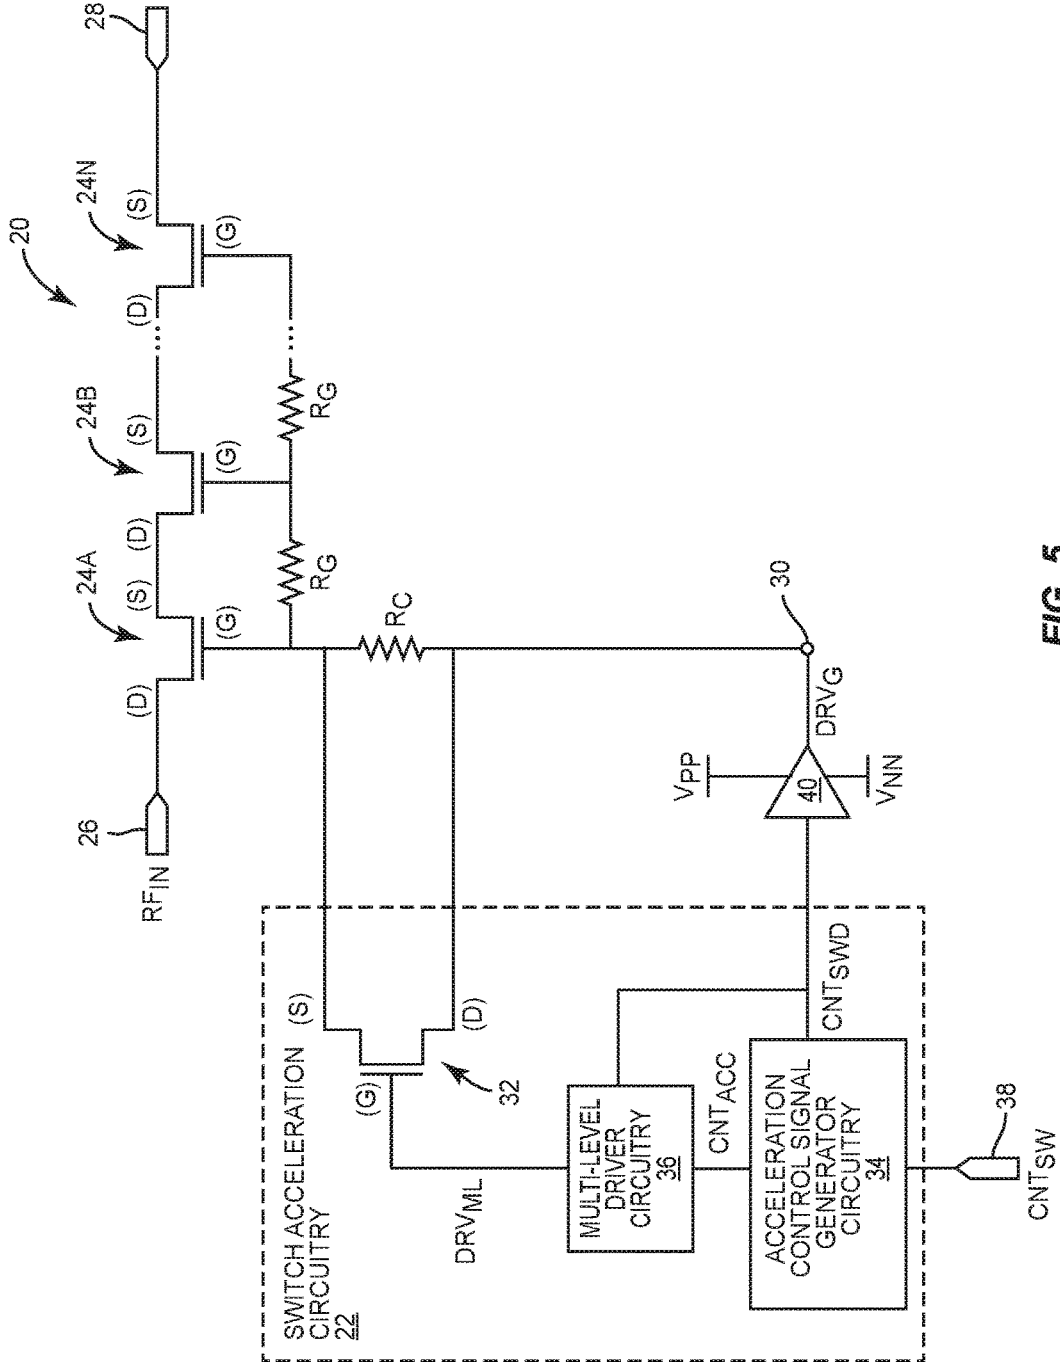 20
28
24N
(S)
(G)
(D)
24B
(S)
(G)
(D)
24A
(S)
(G)
(D)
26
RFIN
RG
RG
RC
30
DRVG
VPP
40
VNN
SWITCH ACCELERATION
CIRCUITRY
22
(S)
(D)
(G)
32
DRVML
MULTI-LEVEL
DRIVER
CIRCUITRY
36
CNTACC
CNTSWD
ACCELERATION
CONTROL SIGNAL
GENERATOR
CIRCUITRY
34
38
CNTSW
FIG. 5